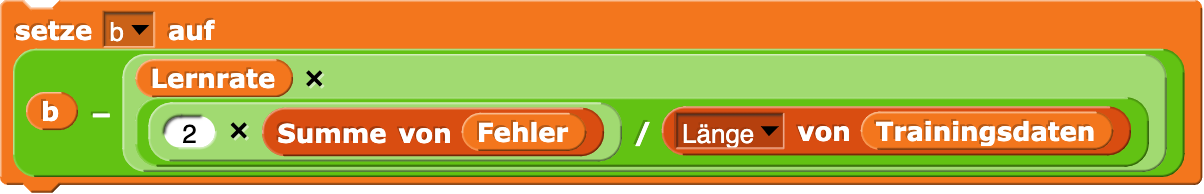 setze b auf
Lernrate ×
b − 2 × Summe von Fehler / Länge von Trainingsdaten